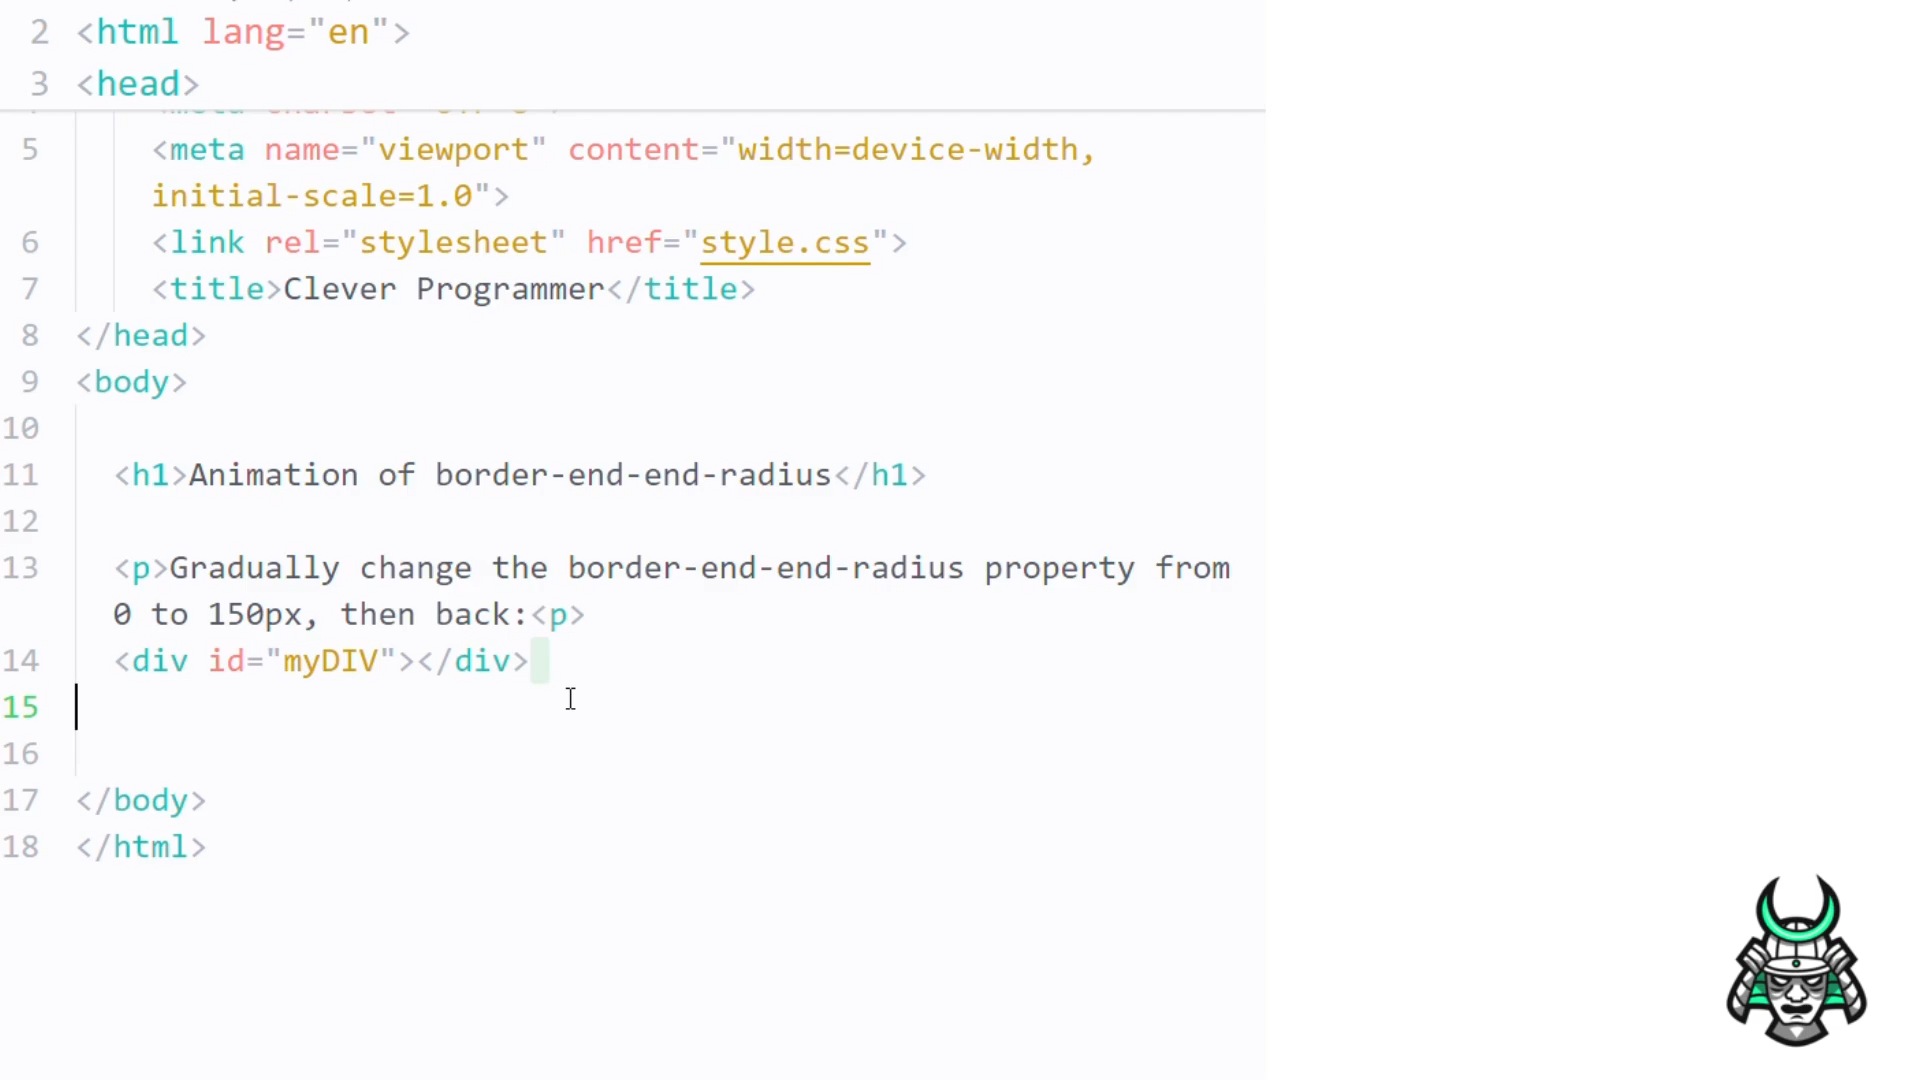 2 <html lang="en">
3 <head>
5 <meta name="viewport" content="width=device-width,
initial-scale=1.0">
6 <link rel="stylesheet" href="style.css">
7 <title>Clever Programmer</title>
8 </head>
9 <body>
10
11 <h1>Animation of border-end-end-radius</h1>
12
13 <p>Gradually change the border-end-end-radius property from
0 to 150px, then back:<p>
14 <div id="myDIV"></div>
15
16
17 </body>
18 </html>